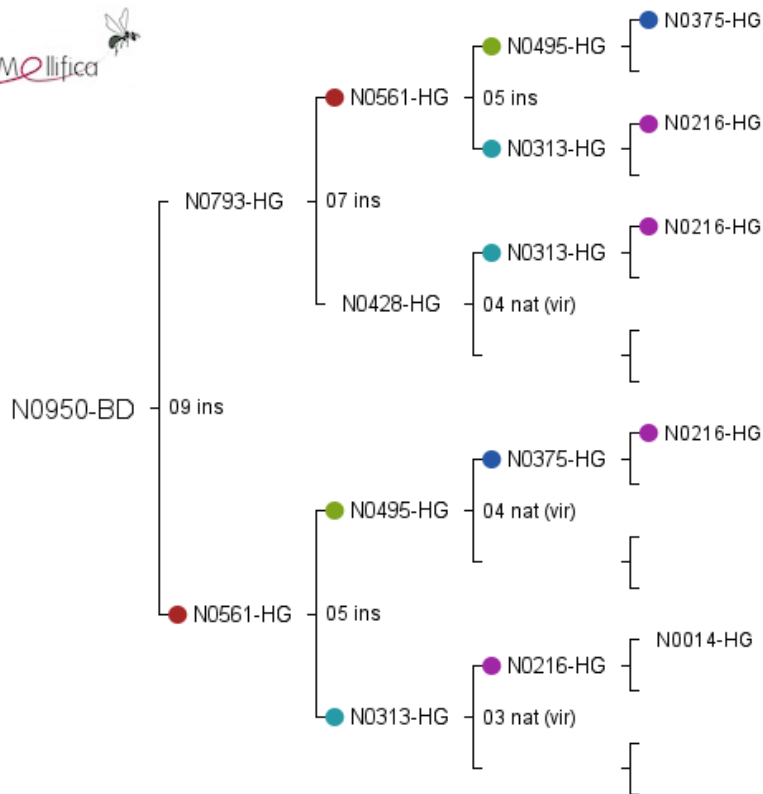 Mellifica
N0375-HG
N0495-HG
N0561-HG 05 ins
N0216-HG
N0313-HG
N0793-HG 07 ins
N0216-HG
N0313-HG
N0428-HG 04 nat (vir)
N0950-BD 09 ins
N0216-HG
N0375-HG
N0495-HG 04 nat (vir)
N0561-HG 05 ins
N0014-HG
N0216-HG
N0313-HG 03 nat (vir)